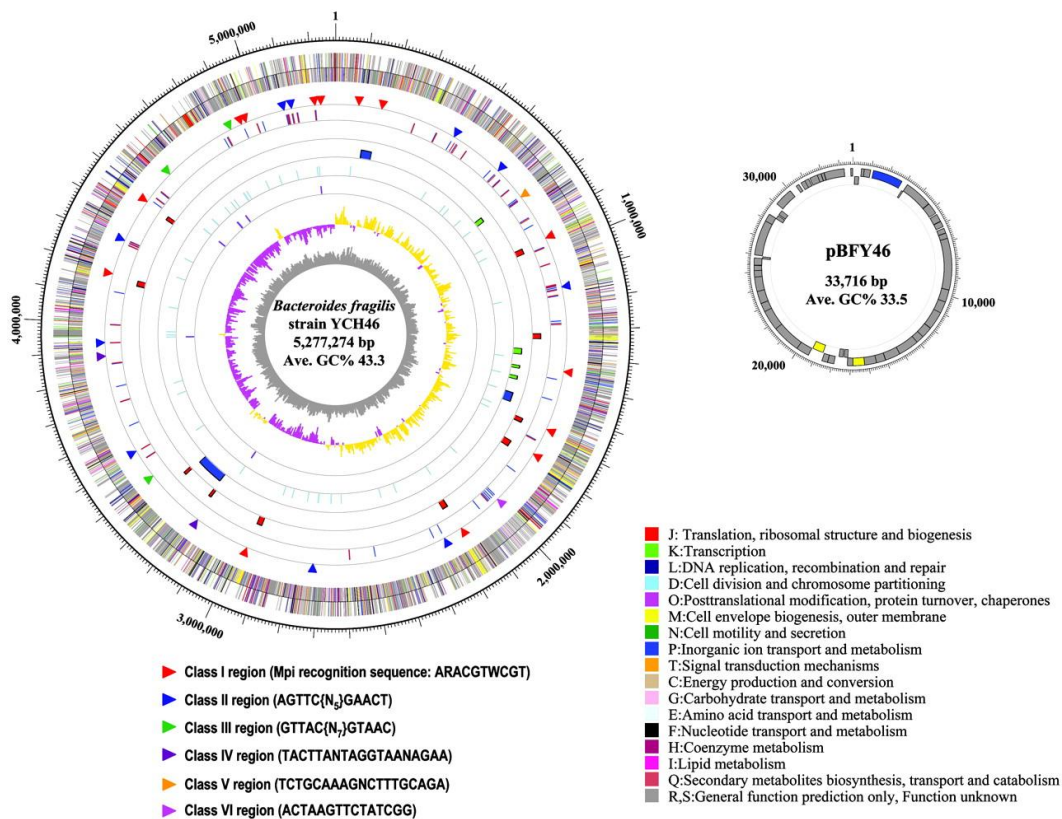 1
5,000,000
1,000,000
4,000,000
2,000,000
3,000,000
Bacteroides fragilis
strain YCH46
5,277,274 bp
Ave. GC% 43.3
1
30,000
10,000
20,000
pBFY46
33,716 bp
Ave. GC% 33.5
Class I region (Mpi recognition sequence: ARACGTWCGT)
Class II region (AGTTC{N5}GAACT)
Class III region (GTTAC{N7}GTAAC)
Class IV region (TACTTANTAGGTAANAGAA)
Class V region (TCTGCAAAGNCTTTGCAGA)
Class VI region (ACTAAGTTCTATCGG)
J: Translation, ribosomal structure and biogenesis
K:Transcription
L:DNA replication, recombination and repair
D:Cell division and chromosome partitioning
O:Posttranslational modification, protein turnover, chaperones
M:Cell envelope biogenesis, outer membrane
N:Cell motility and secretion
P:Inorganic ion transport and metabolism
T:Signal transduction mechanisms
C:Energy production and conversion
G:Carbohydrate transport and metabolism
E:Amino acid transport and metabolism
F:Nucleotide transport and metabolism
H:Coenzyme metabolism
I:Lipid metabolism
Q:Secondary metabolites biosynthesis, transport and catabolism
R,S:General function prediction only, Function unknown